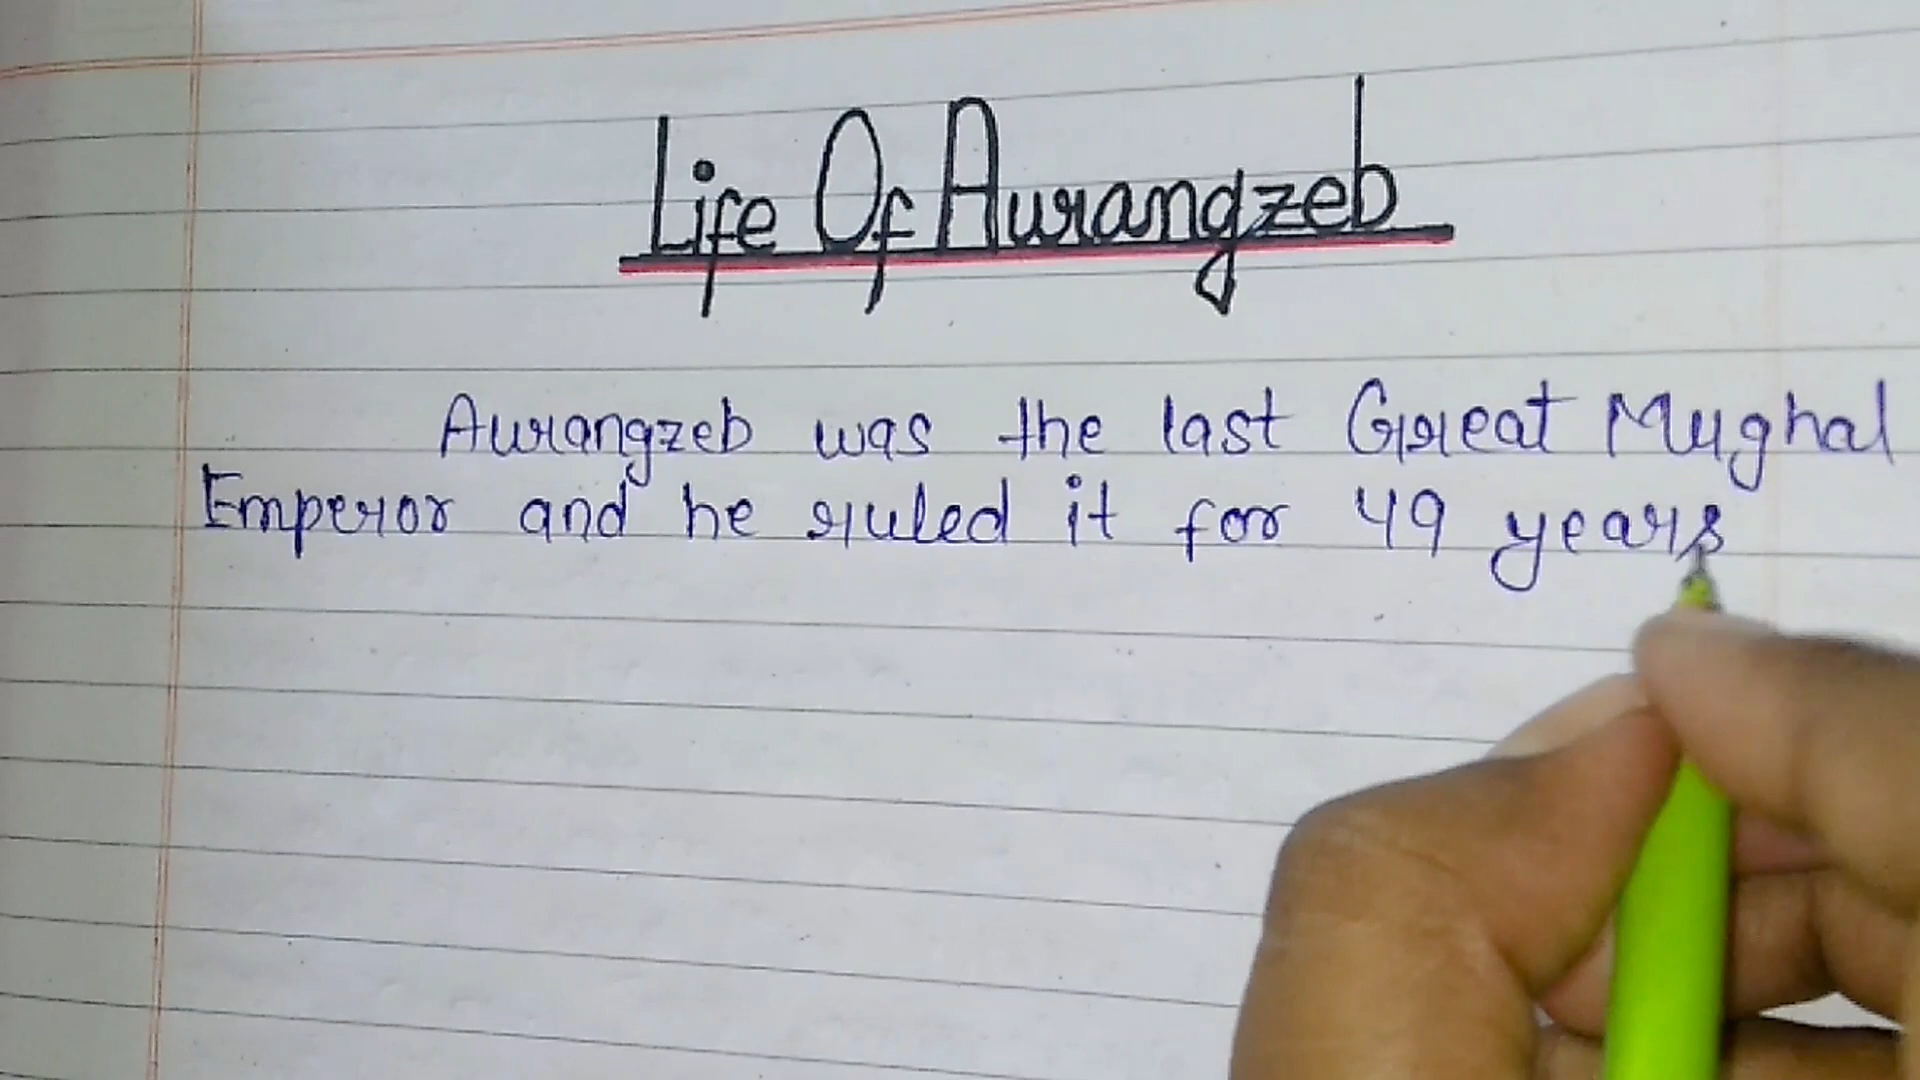 Life Of Aurangzeb
Aurangzeb was the last Great Mughal
Emperor and he ruled it for 49 years